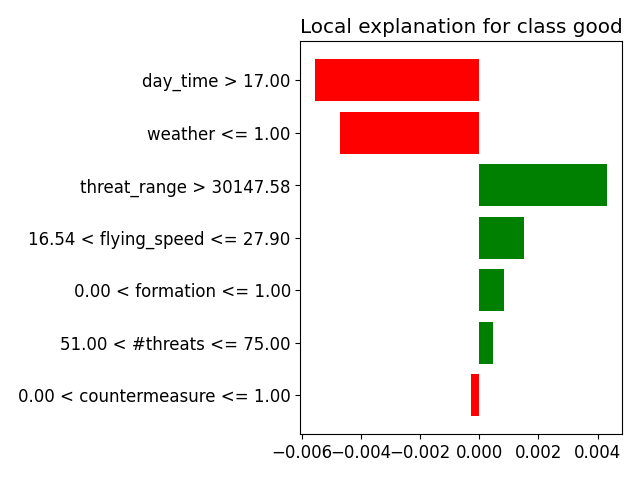 Local explanation for class good
day_time > 17.00
weather <= 1.00
threat_range > 30147.58
16.54 < flying_speed <= 27.90
0.00 < formation <= 1.00
51.00 < #threats <= 75.00
0.00 < countermeasure <= 1.00
−0.006 −0.004 −0.002 0.000 0.002 0.004